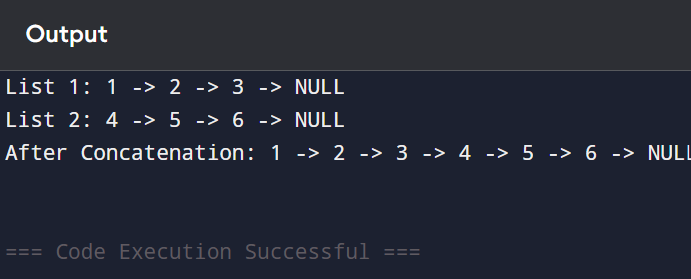 Output
List 1: 1 -> 2 -> 3 -> NULL
List 2: 4 -> 5 -> 6 -> NULL
After Concatenation: 1 -> 2 -> 3 -> 4 -> 5 -> 6 -> NULL
=== Code Execution Successful ===